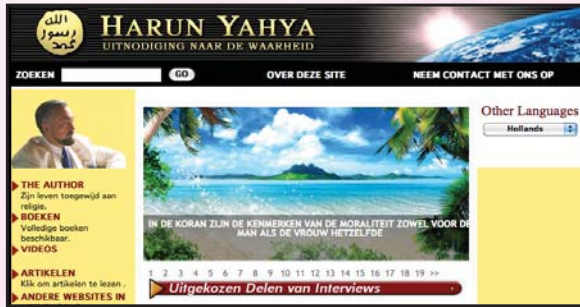 الله
رسول
محمد
HARUN YAHYA
UITNODIGING NAAR DE WAARHEID
ZOEKEN GO OVER DEZE SITE NEEM CONTACT MET ONS OP
Other Languages
Hollands
IN DE KORAN ZIJN DE KENMERKEN VAN DE MORALITEIT ZOWEL VOOR DE
MAN ALS DE VROUW HETZELFDE
THE AUTHOR
Zijn leven toegewijd aan
religie.
BOEKEN
Volledige boeken
beschikbaar.
VIDEOS
ARTIKELEN
Klik om artikelen te lezen .
ANDERE WEBSITES IN
1 2 3 4 5 6 7 8 9 10 11 12 13 14 15 16 17 18 19 >>
Uitgekozen Delen van Interviews